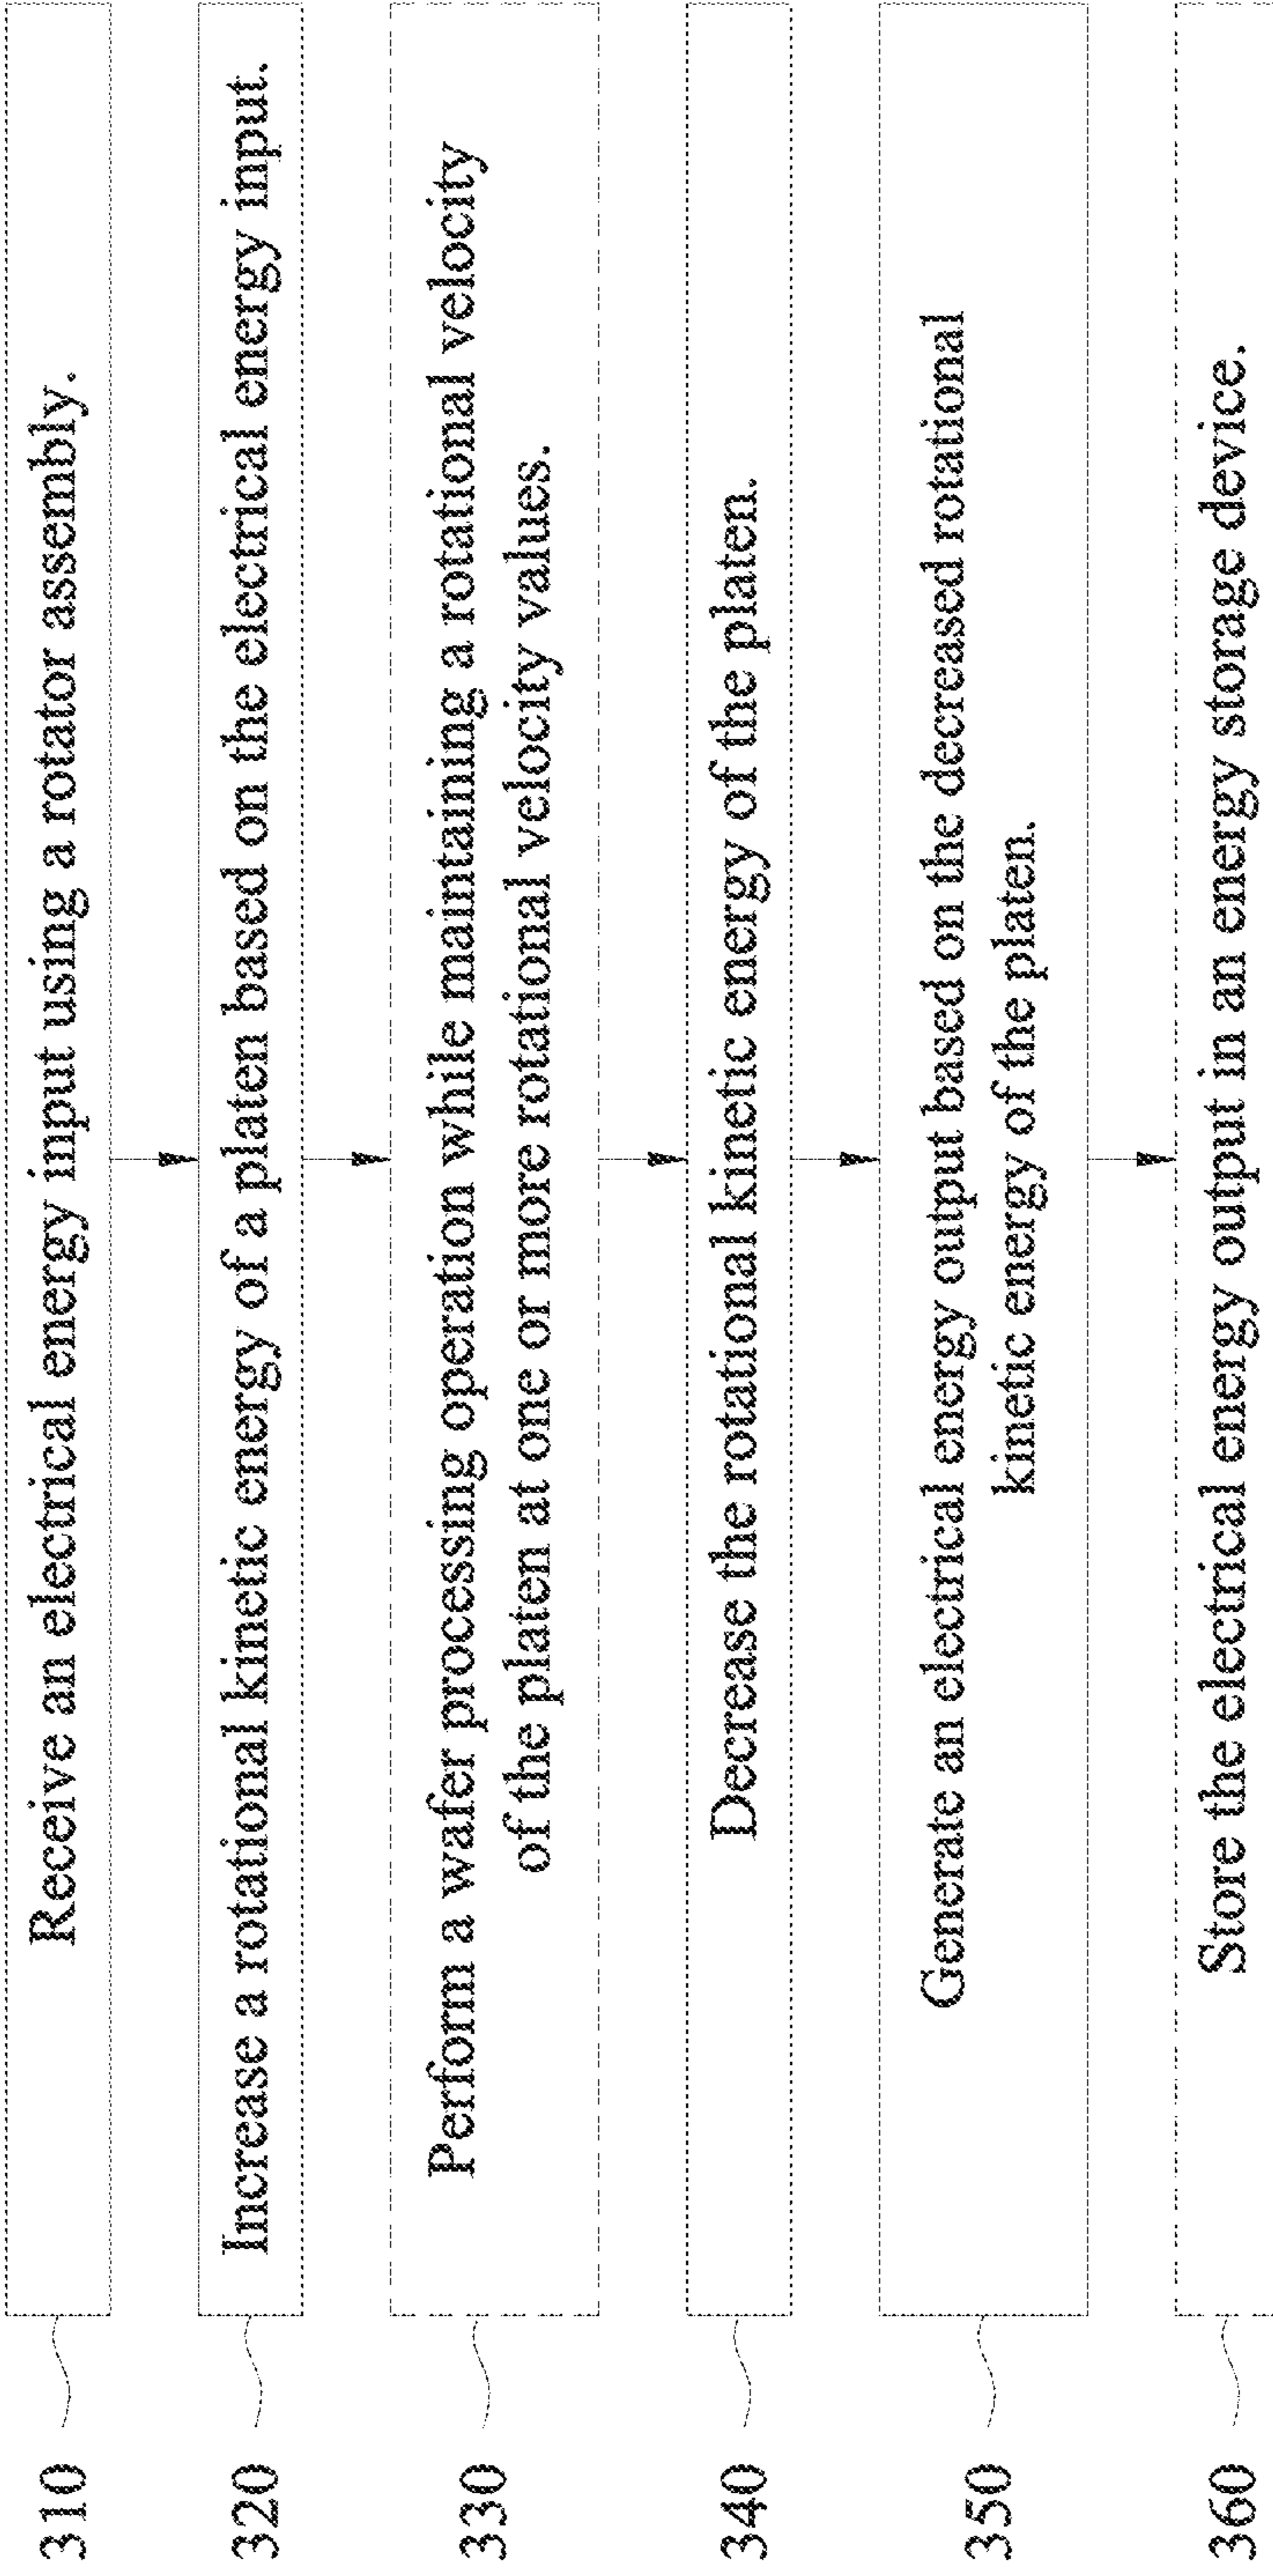 310
Receive an electrical energy input using a rotator assembly.
320
Increase a rotational kinetic energy of a platen based on the electrical energy input.
330
Perform a wafer processing operation while maintaining a rotational velocity
of the platen at one or more rotational velocity values.
340
Decrease the rotational kinetic energy of the platen.
350
Generate an electrical energy output based on the decreased rotational
kinetic energy of the platen.
360
Store the electrical energy output in an energy storage device.